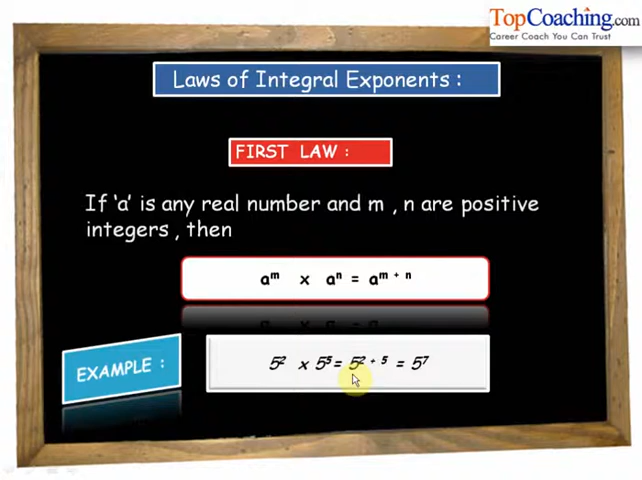 TopCoaching.com
Career Coach You Can Trust
Laws of Integral Exponents :
FIRST LAW :
If ‘a’ is any real number and m , n are positive
integers , then
aᵐ x aⁿ = aᵐ ⁺ ⁿ
EXAMPLE :
5² x 5⁵ = 5² ⁺ ⁵ = 5⁷